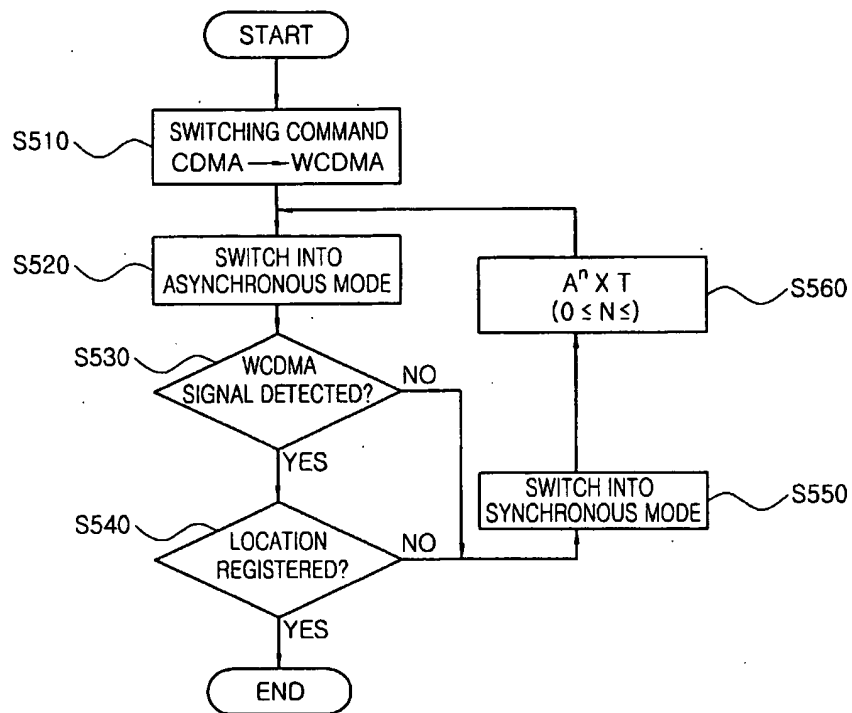 START
S510
SWITCHING COMMAND
CDMA → WCDMA
S520
SWITCH INTO
ASYNCHRONOUS MODE
Aⁿ X T
(0 ≤ N ≤)
S560
S530
WCDMA
SIGNAL DETECTED?
NO
YES
SWITCH INTO
SYNCHRONOUS MODE
S550
S540
LOCATION
REGISTERED?
NO
YES
END